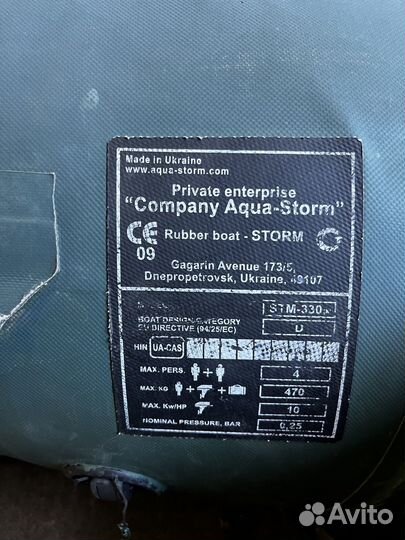 Made in Ukraine
www.aqua-storm.com
Private enterprise
"Company Aqua-Storm"
CE Rubber boat - STORM
09
Gagarin Avenue 173/5,
Dnepropetrovsk, Ukraine, 49107
STM-330
BOAT DESIGN CATEGORY D
EU DIRECTIVE (94/25/EC)
HIN UA-CAS
MAX. PERS. + 4
MAX. KG + + 470
MAX. Kw/HP 10
NOMINAL PRESSURE, BAR 0,25
Avito